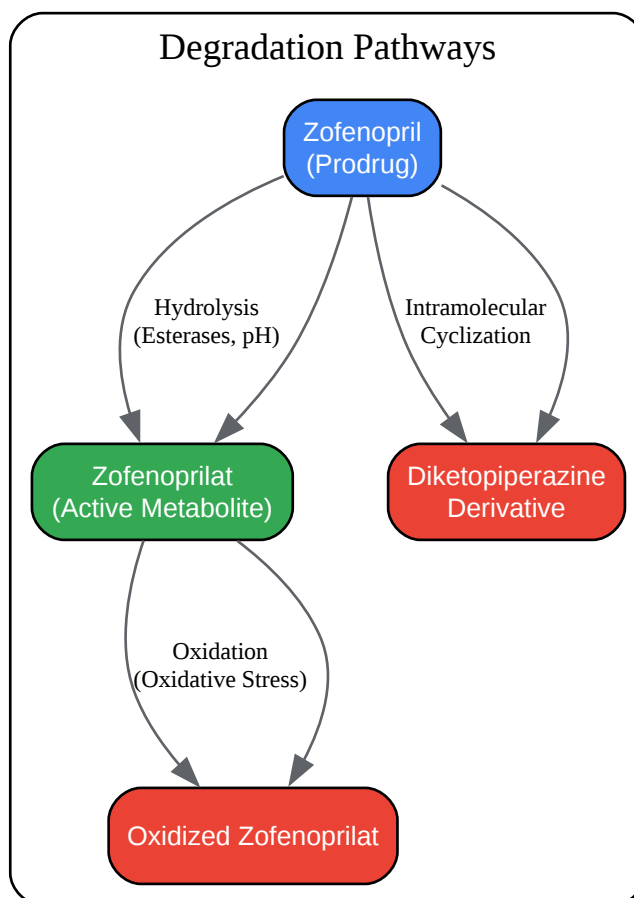 Degradation Pathways
Zofenopril
(Prodrug)
Hydrolysis
(Esterases, pH)
Intramolecular
Cyclization
Zofenoprilat
(Active Metabolite)
Diketopiperazine
Derivative
Oxidation
(Oxidative Stress)
Oxidized Zofenoprilat